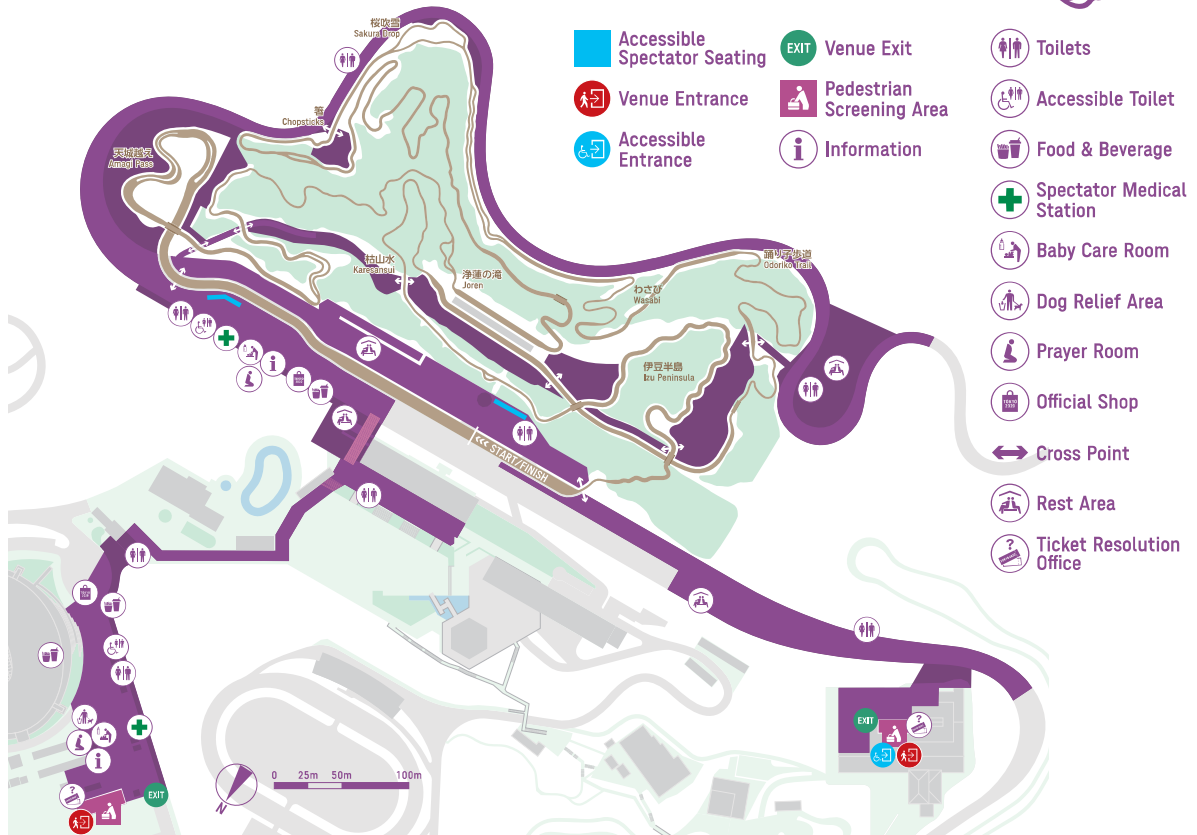 桜吹雪
Sakura Drop
箸
Chopsticks
天城越え
Amagi Pass
枯山水
Karesansui
浄蓮の滝
Joren
わさび
Wasabi
踊り子歩道
Odoriko Trail
伊豆半島
Izu Peninsula
<<< START/FINISH
Accessible
Spectator Seating
Venue Entrance
Accessible
Entrance
EXIT
Venue Exit
Pedestrian
Screening Area
i
Information
Toilets
Accessible Toilet
Food & Beverage
Spectator Medical
Station
Baby Care Room
Dog Relief Area
Prayer Room
TOKYO
2020
Official Shop
Cross Point
Rest Area
?
Ticket Resolution
Office
i
i
?
EXIT
EXIT
?
N
0 25m 50m 100m